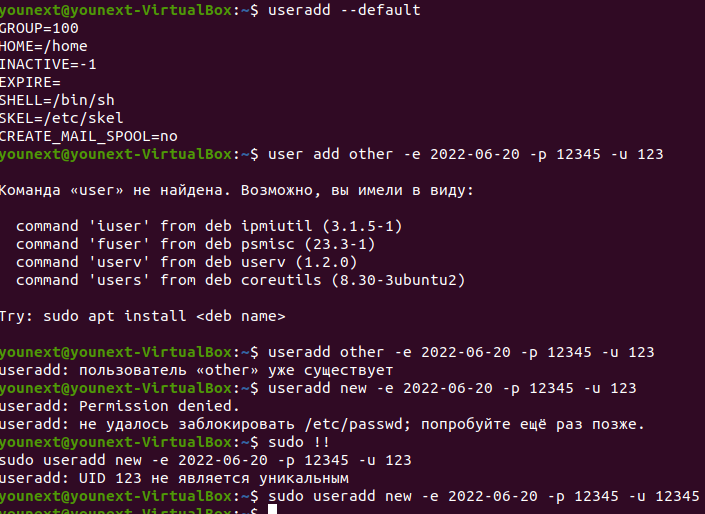 younext@younext-VirtualBox:~$ useradd --default
GROUP=100
HOME=/home
INACTIVE=-1
EXPIRE=
SHELL=/bin/sh
SKEL=/etc/skel
CREATE_MAIL_SPOOL=no
younext@younext-VirtualBox:~$ user add other -e 2022-06-20 -p 12345 -u 123
Команда «user» не найдена. Возможно, вы имели в виду:
command 'iuser' from deb ipmiutil (3.1.5-1)
command 'fuser' from deb psmisc (23.3-1)
command 'userv' from deb userv (1.2.0)
command 'users' from deb coreutils (8.30-3ubuntu2)
Try: sudo apt install <deb name>
younext@younext-VirtualBox:~$ useradd other -e 2022-06-20 -p 12345 -u 123
useradd: пользователь «other» уже существует
younext@younext-VirtualBox:~$ useradd new -e 2022-06-20 -p 12345 -u 123
useradd: Permission denied.
useradd: не удалось заблокировать /etc/passwd; попробуйте ещё раз позже.
younext@younext-VirtualBox:~$ sudo !!
sudo useradd new -e 2022-06-20 -p 12345 -u 123
useradd: UID 123 не является уникальным
younext@younext-VirtualBox:~$ sudo useradd new -e 2022-06-20 -p 12345 -u 12345
younext@younext-VirtualBox:~$